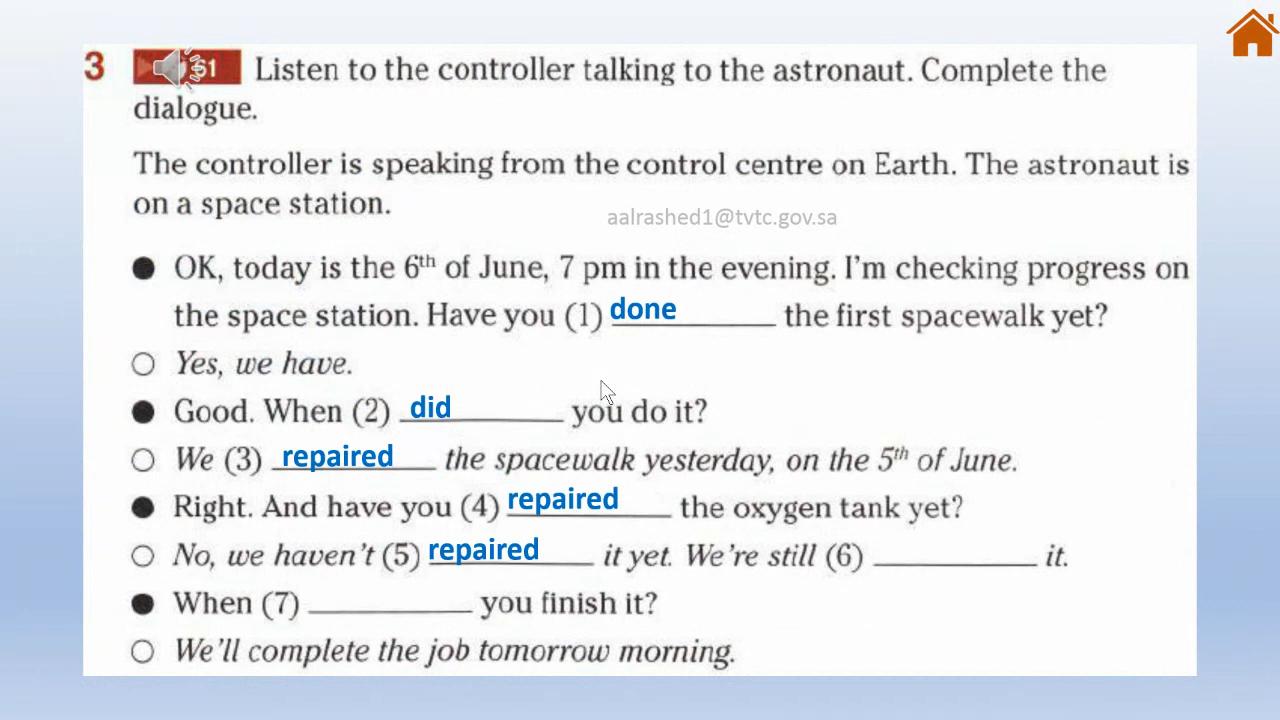 3 61 Listen to the controller talking to the astronaut. Complete the
dialogue.
The controller is speaking from the control centre on Earth. The astronaut is
on a space station.
aalrashed1@tvtc.gov.sa
● OK, today is the 6th of June, 7 pm in the evening. I'm checking progress on
the space station. Have you (1) done the first spacewalk yet?
○ Yes, we have.
● Good. When (2) did you do it?
○ We (3) repaired the spacewalk yesterday, on the 5th of June.
● Right. And have you (4) repaired the oxygen tank yet?
○ No, we haven't (5) repaired it yet. We're still (6) ___________ it.
● When (7) ___________ you finish it?
○ We'll complete the job tomorrow morning.